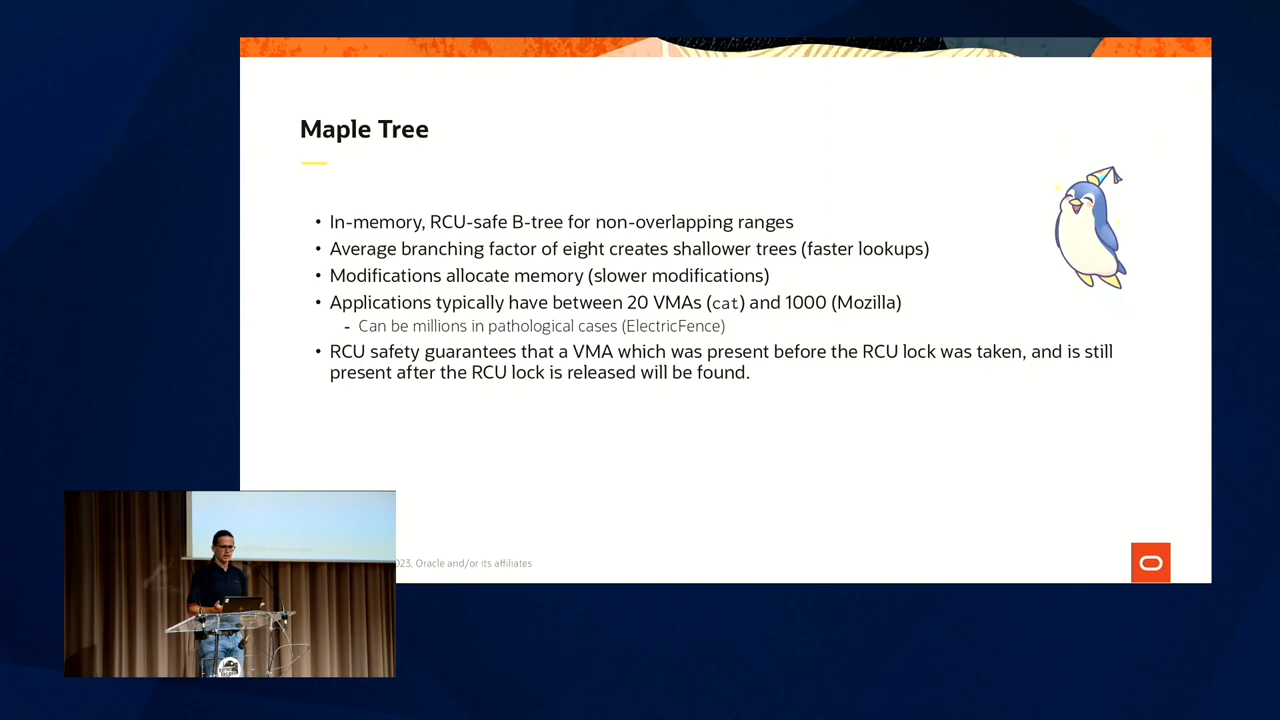 Maple Tree
• In-memory, RCU-safe B-tree for non-overlapping ranges
• Average branching factor of eight creates shallower trees (faster lookups)
• Modifications allocate memory (slower modifications)
• Applications typically have between 20 VMAs (cat) and 1000 (Mozilla)
- Can be millions in pathological cases (ElectricFence)
• RCU safety guarantees that a VMA which was present before the RCU lock was taken, and is still
present after the RCU lock is released will be found.
023, Oracle and/or its affiliates